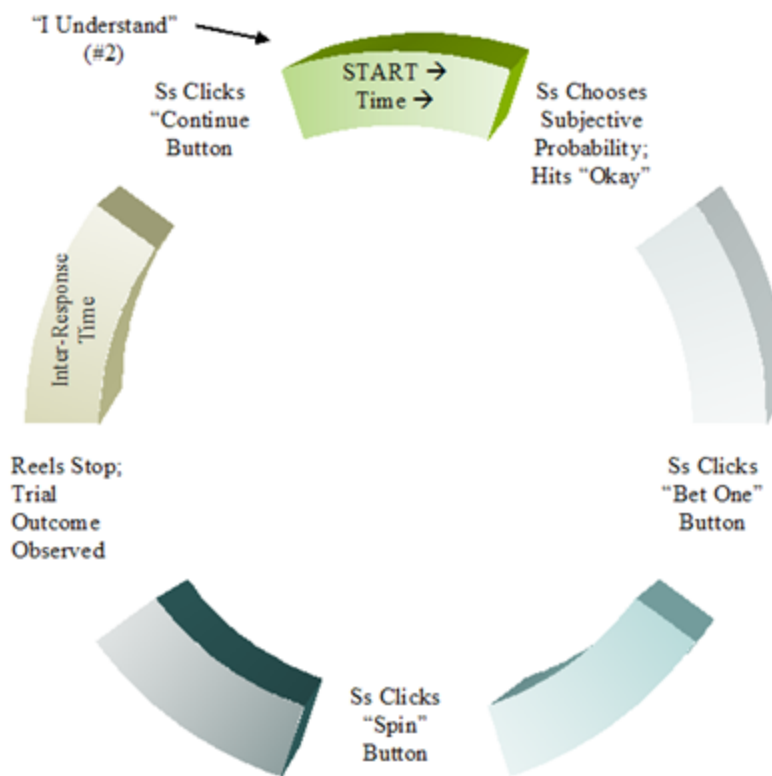 “I Understand”
(#2)
START →
Time →
Ss Clicks
“Continue
Button
Ss Chooses
Subjective
Probability;
Hits “Okay”
Ss Clicks
“Bet One”
Button
Ss Clicks
“Spin”
Button
Reels Stop;
Trial
Outcome
Observed
Inter-Response
Time